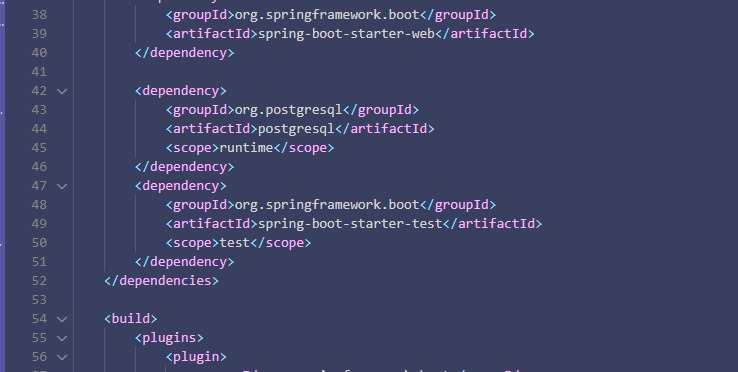 38 <groupId>org.springframework.boot</groupId>
39 <artifactId>spring-boot-starter-web</artifactId>
40 </dependency>
41
42 <dependency>
43 <groupId>org.postgresql</groupId>
44 <artifactId>postgresql</artifactId>
45 <scope>runtime</scope>
46 </dependency>
47 <dependency>
48 <groupId>org.springframework.boot</groupId>
49 <artifactId>spring-boot-starter-test</artifactId>
50 <scope>test</scope>
51 </dependency>
52 </dependencies>
53
54 <build>
55 <plugins>
56 <plugin>